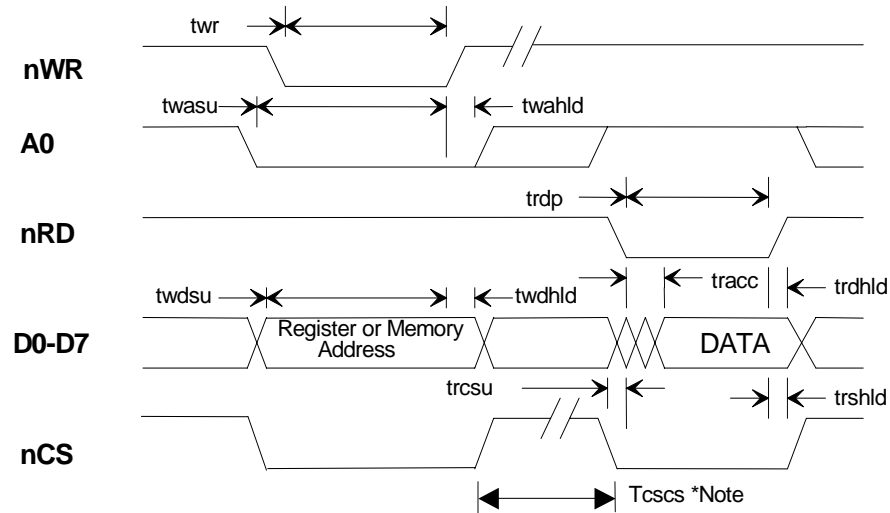 twr
nWR
twasu twahld
A0
trdp
nRD
tracc
twdsu twdhld trdhld
D0-D7 Register or Memory Address DATA
trcsu trshld
nCS
Tcscs *Note